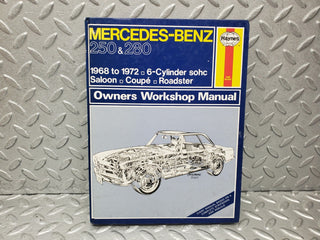 MERCEDES-BENZ
250 & 280
Haynes
1968 to 1972 □ 6-Cylinder sohc
Saloon □ Coupé □ Roadster
Owners Workshop Manual